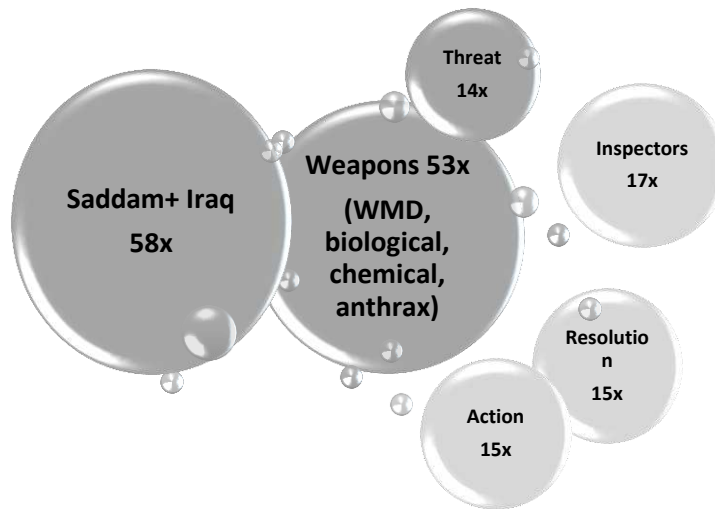 Threat
14x
Inspectors
17x
Weapons 53x
(WMD,
biological,
chemical,
anthrax)
Saddam+ Iraq
58x
Resolutio
n
15x
Action
15x